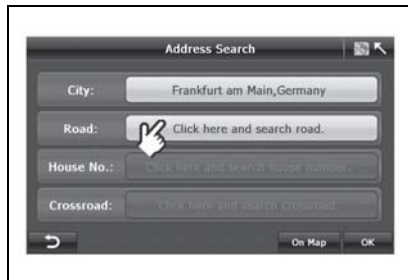 Address Search
City: Frankfurt am Main,Germany
Road: Click here and search road.
House No.: Click here and search house number.
Crossroad: Click here and search crossroad.
On Map OK